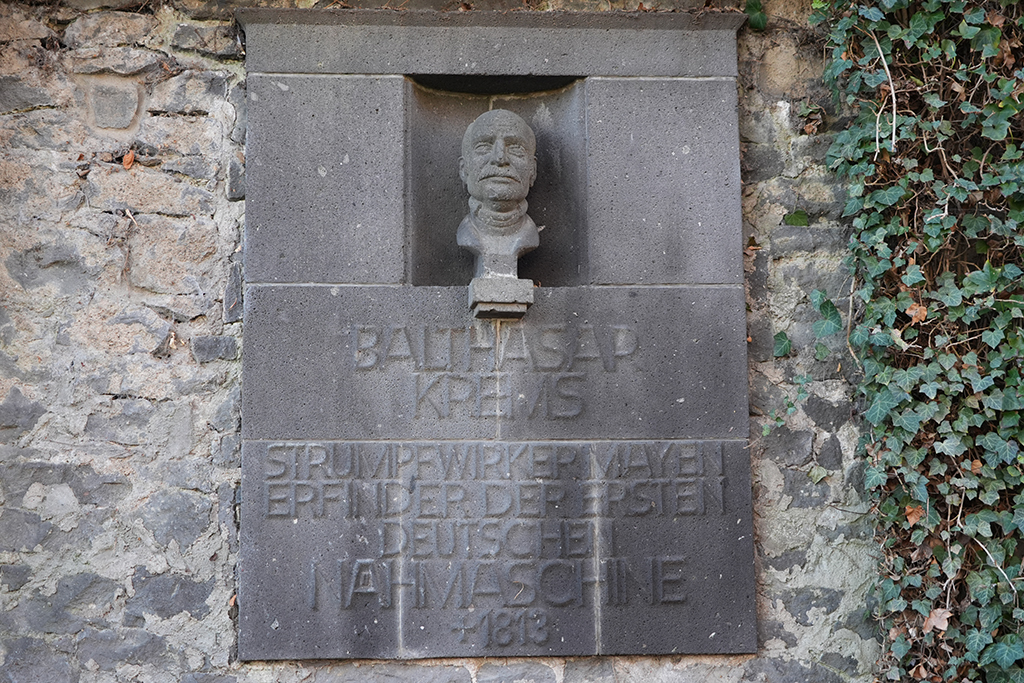 BALTHASAR
KREMS
STRUMPFWIRKER MAYEN
ERFINDER DER ERSTEN
DEUTSCHEN
NÄHMASCHINE
+1813